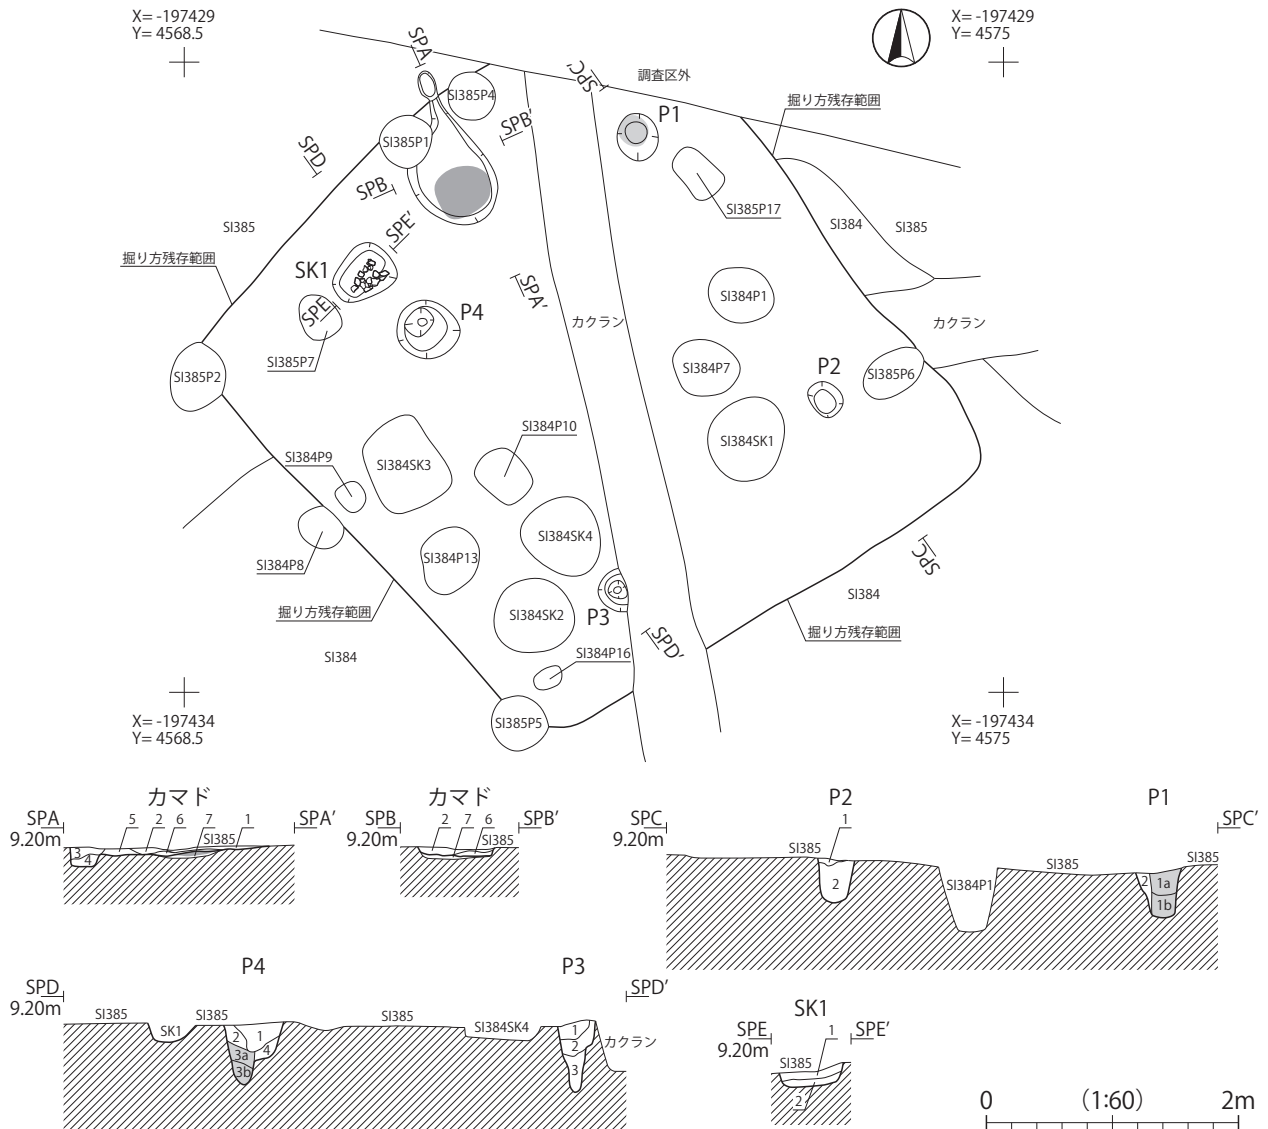 X= -197429
Y= 4568.5
X= -197429
Y= 4575
SPA
SPC'
調査区外
掘り方残存範囲
SI385P4
P1
SPB'
SI385P1
SPD
SPB
SI385P17
SI384
SI385
SI385
SPE'
掘り方残存範囲
SK1
SPA'
SI384P1
P4
SPE
カクラン
カクラン
SI385P7
SI385P2
SI384P7
P2
SI385P6
SI384P10
SI384SK1
SI384P9
SI384SK3
SI384SK4
SPC
SI384P13
SI384P8
SI384
掘り方残存範囲
SI384SK2
P3
掘り方残存範囲
SPD'
SI384
SI384P16
SI385P5
X= -197434
Y= 4568.5
X= -197434
Y= 4575
カマド
SPA
9.20m
5 2 6 7 1
SPA'
SI385
3
4
カマド
SPB
9.20m
2 7 6
SPB'
SI385
P2
P1
SPC
9.20m
1
SPC'
SI385
SI385
SI385
2
SI384P1
2
1a
1b
P4
P3
SPD
9.20m
SPD'
SI385
SI385
SI385
SK1
2
1
3a
4
3b
SI384SK4
1
2
3
カクラン
SK1
SPE
9.20m
1
SPE'
SI385
2
0 (1:60) 2m